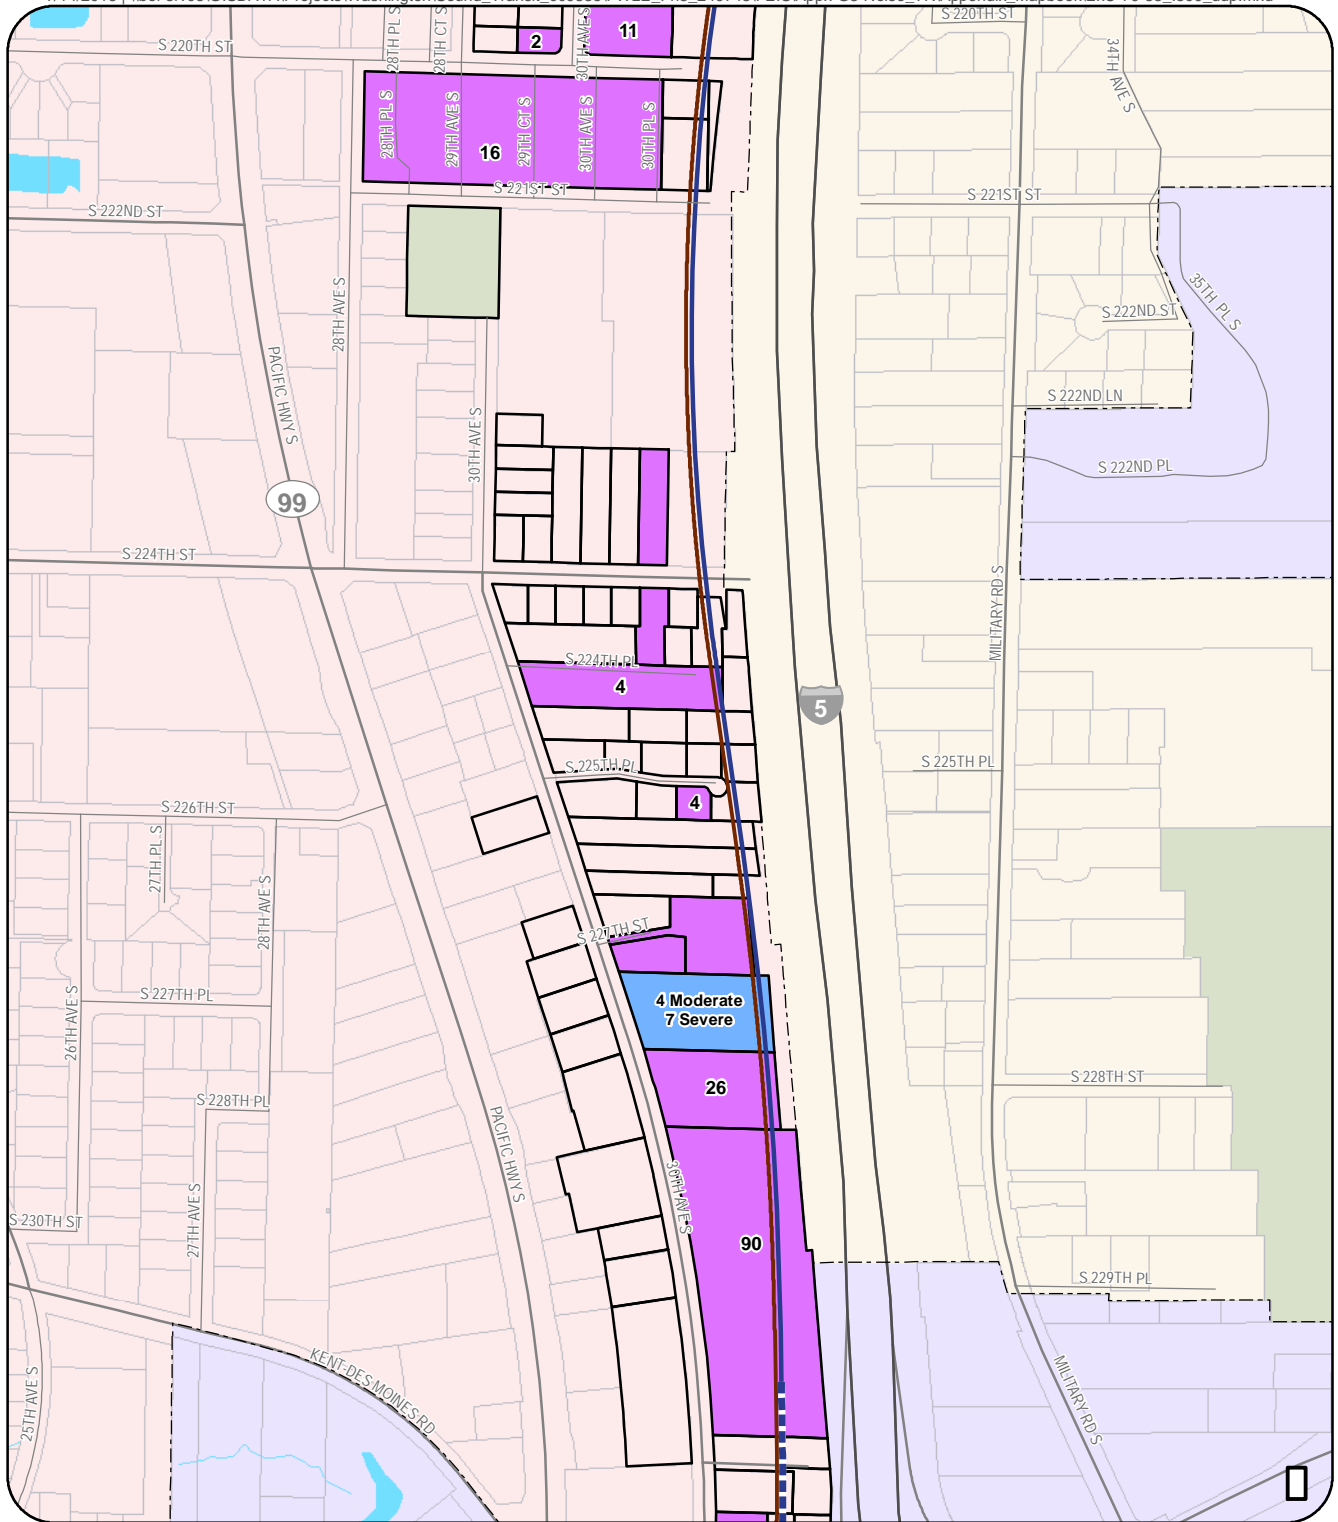 S 220TH ST
28TH PL S
28TH CT S
2
30TH AVE S
11
S 220TH ST
34TH AVE S
28TH PL S
29TH AVE S
16
29TH CT S
30TH AVE S
30TH PL S
S 221ST ST
S 221ST ST
S 222ND ST
28TH AVE S
PACIFIC HWY S
35TH PL S
S 222ND ST
S 222ND LN
30TH AVE S
S 222ND PL
99
S 224TH ST
MILITARY RD S
S 224TH PL
4
5
S 225TH PL
S 225TH PL
4
S 226TH ST
27TH PL S
28TH AVE S
S 227TH ST
S 227TH PL
4 Moderate
7 Severe
26TH AVE S
S 228TH ST
26
S 228TH PL
PACIFIC HWY S
30TH AVE S
27TH AVE S
S 230TH ST
90
S 229TH PL
KENT-DES MOINES RD
25TH AVE S
MILITARY RD S